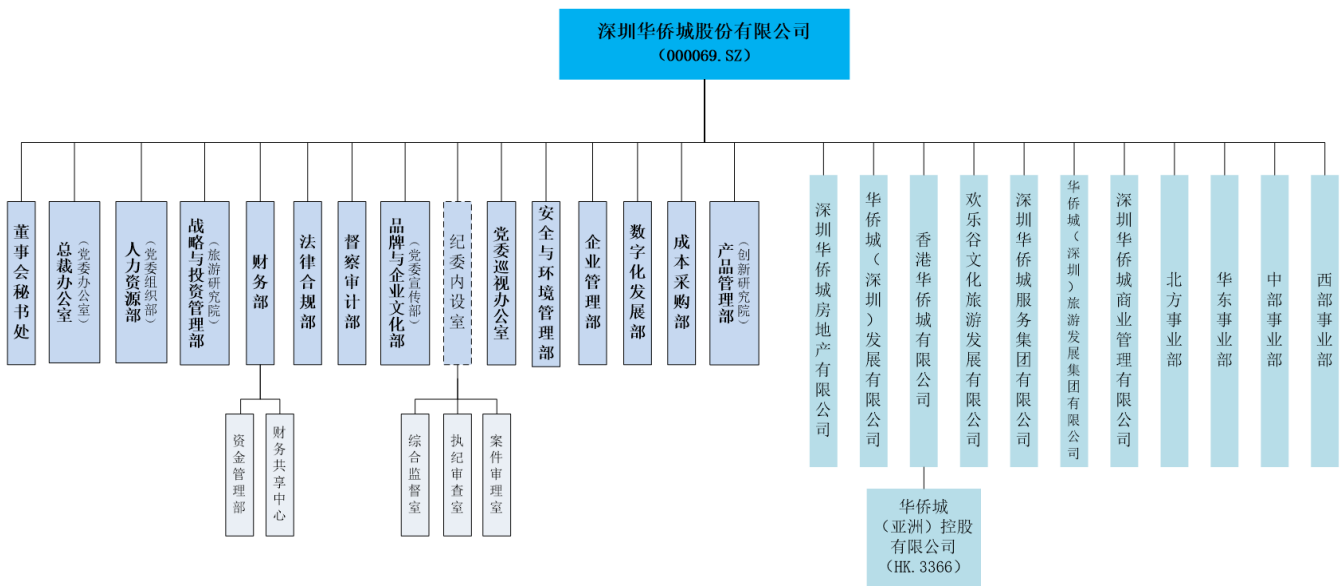 深圳华侨城股份有限公司
（000069.SZ）
董事会秘书处
总裁办公室
（党委办公室）
人力资源部
（党委组织部）
战略与投资管理部
（旅游研究院）
财务部
法律合规部
督察审计部
品牌与企业文化部
（党委宣传部）
纪委内设室
党委巡视办公室
安全与环境管理部
企业管理部
数字化发展部
成本采购部
产品管理部
（创新研究院）
深圳华侨城房地产有限公司
华侨城（深圳）发展有限公司
香港华侨城有限公司
欢乐谷文化旅游发展有限公司
深圳华侨城服务集团有限公司
华侨城（深圳）旅游发展集团有限公司
深圳华侨城商业管理有限公司
北方事业部
华东事业部
中部事业部
西部事业部
资金管理部
财务共享中心
综合监督室
执纪审查室
案件审理室
华侨城
（亚洲）控股
有限公司
（HK.3366）